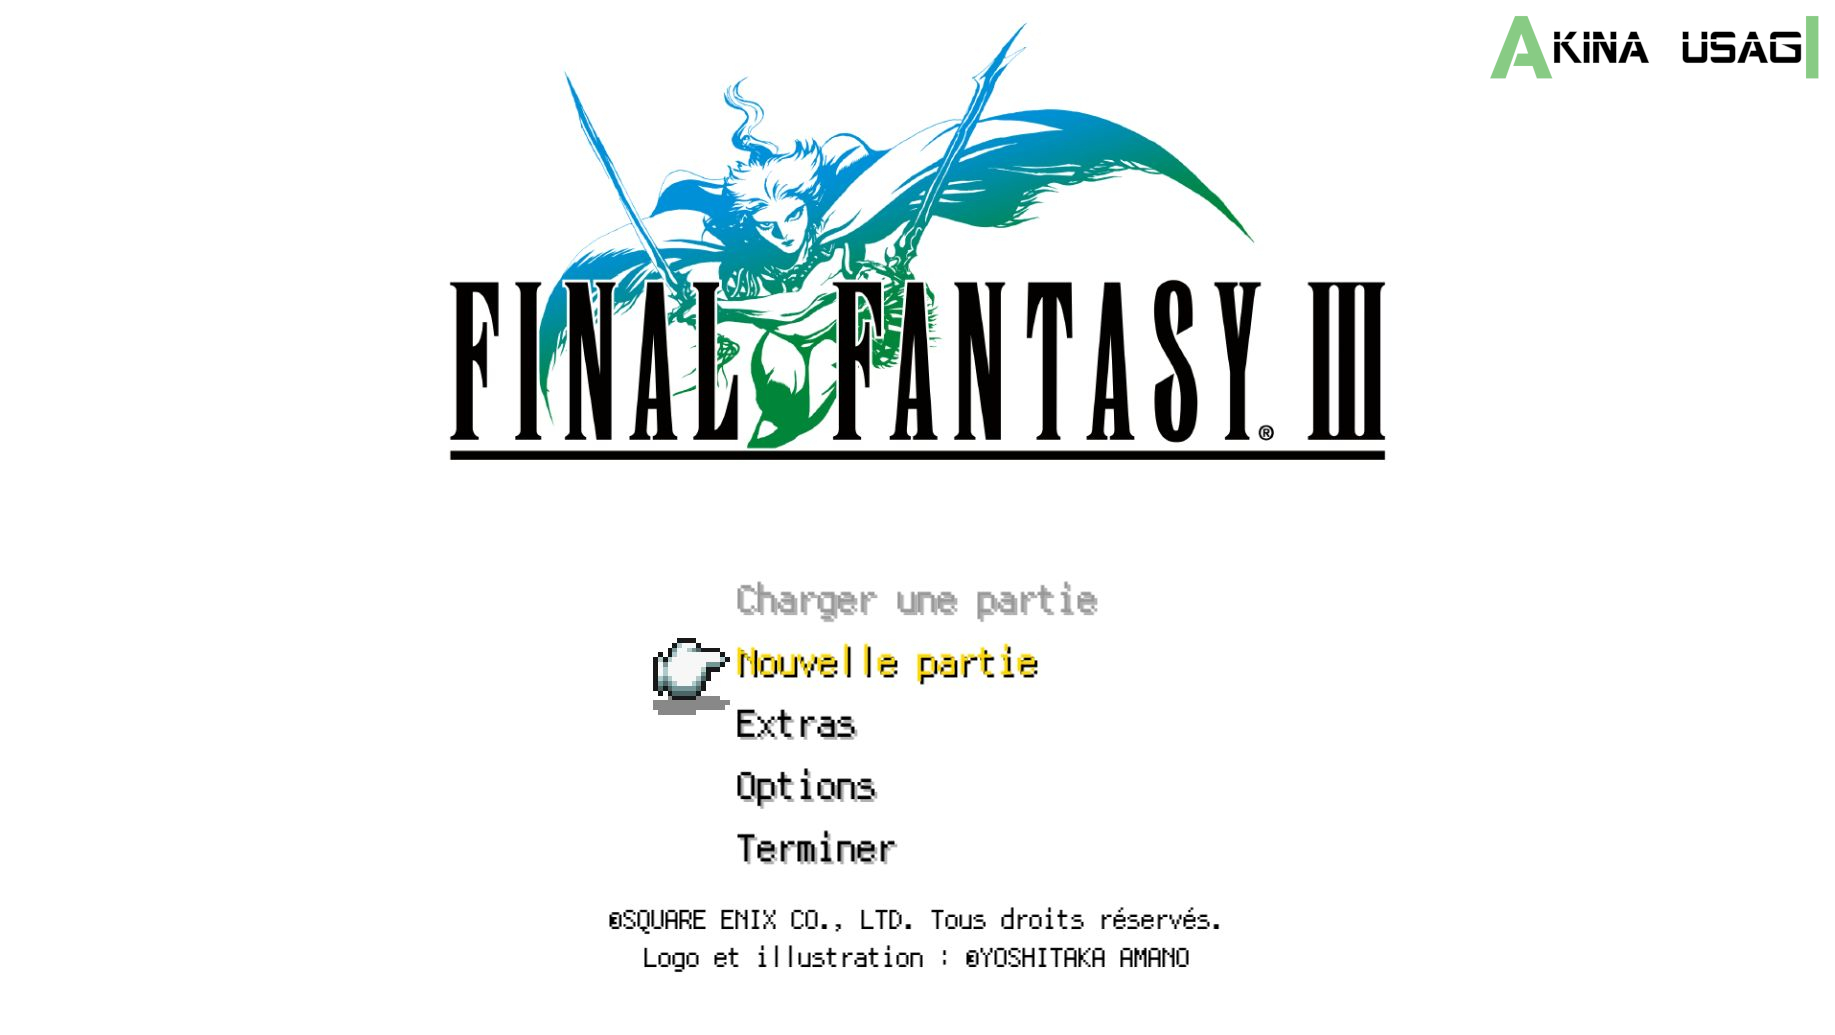 AKINA USAGI
FINAL FANTASY® III
Charger une partie
Nouvelle partie
Extras
Options
Terminer
©SQUARE ENIX CO., LTD. Tous droits réservés.
Logo et illustration : ©YOSHITAKA AMANO